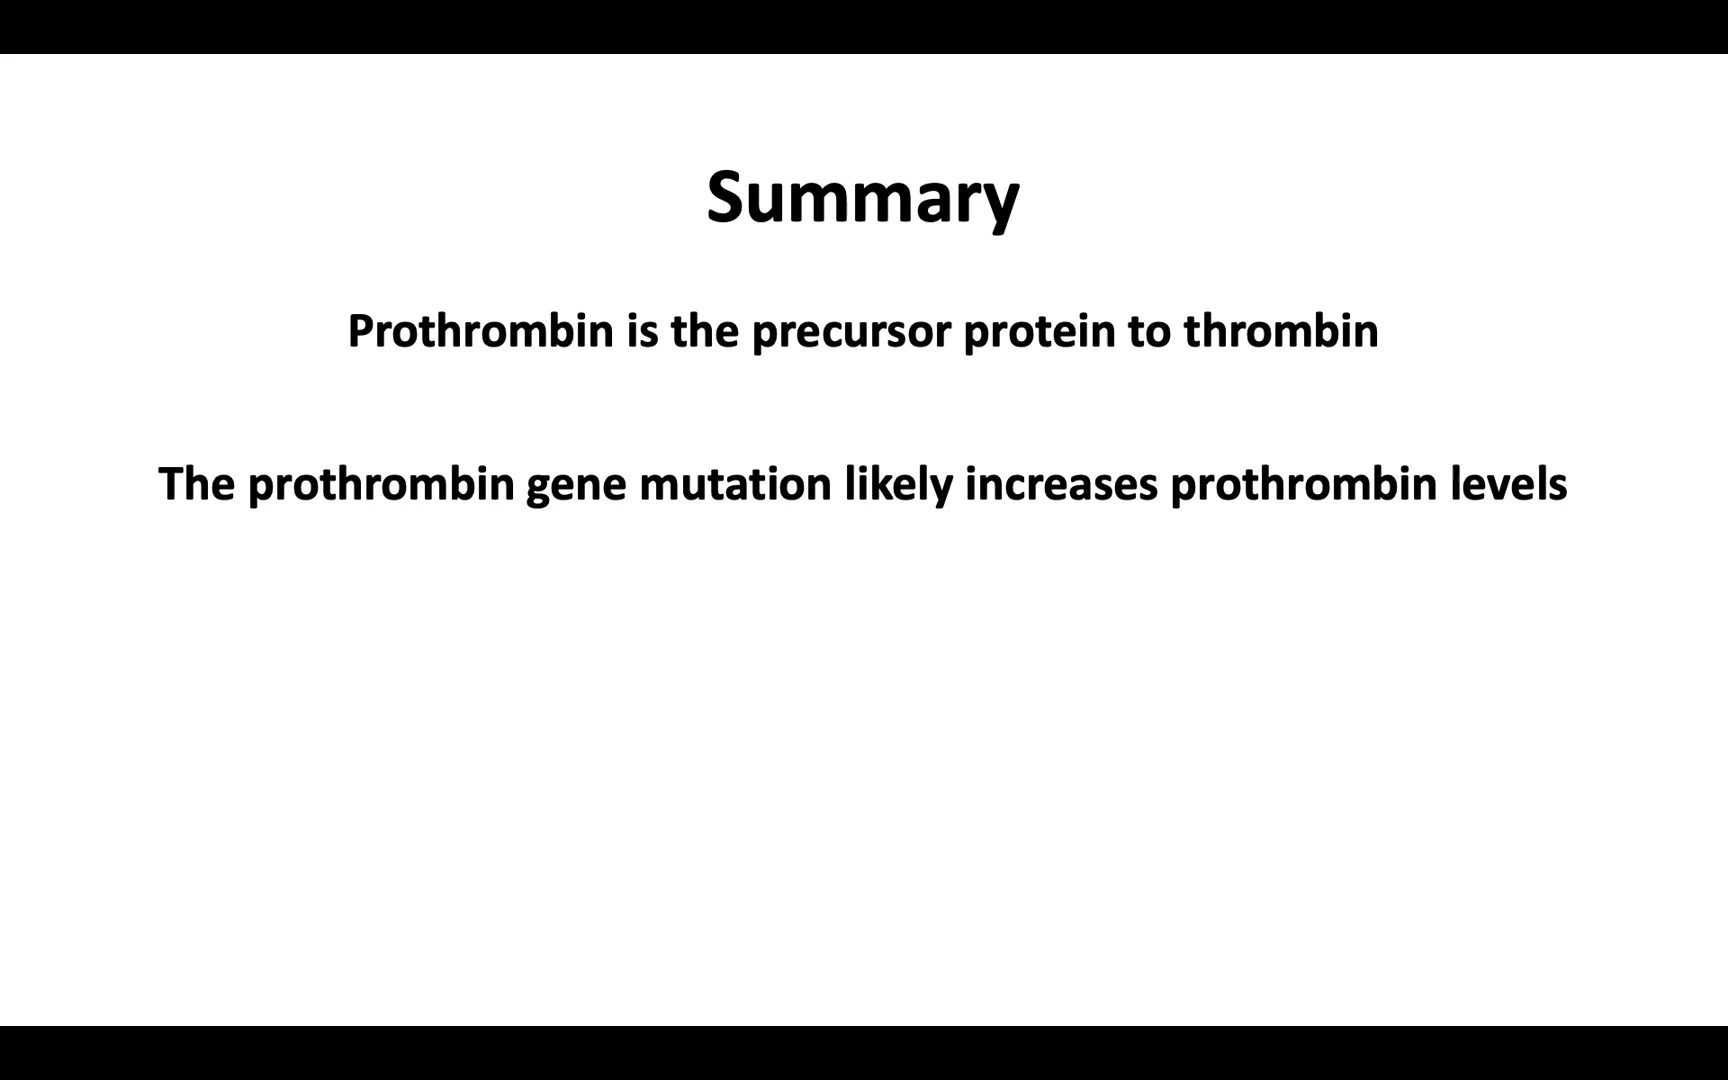 Summary
Prothrombin is the precursor protein to thrombin
The prothrombin gene mutation likely increases prothrombin levels